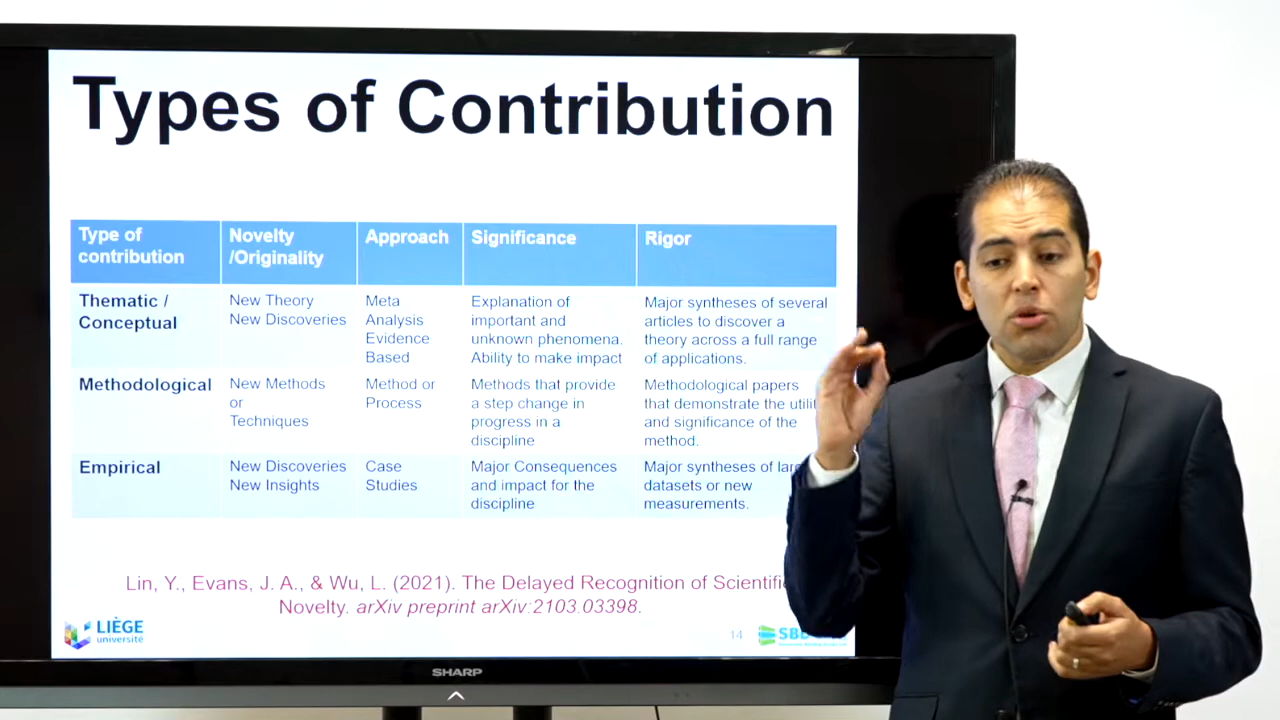 Types of Contribution
Type of contribution
Novelty /Originality
Approach
Significance
Rigor
Thematic / Conceptual
New Theory
New Discoveries
Meta
Analysis
Evidence
Based
Explanation of
important and
unknown phenomena.
Ability to make impact
Major syntheses of several
articles to discover a
theory across a full range
of applications.
Methodological
New Methods
or
Techniques
Method or
Process
Methods that provide
a step change in
progress in a
discipline
Methodological papers
that demonstrate the
and significance of the
method.
Empirical
New Discoveries
New Insights
Case
Studies
Major Consequences
and impact for the
discipline
Major syntheses of
datasets or new
measurements.
Lin, Y., Evans, J. A., & Wu, L. (2021). The Delayed Recognition of
Novelty. arXiv preprint arXiv:2103.03398.
LIÈGE
université
14
SHARP